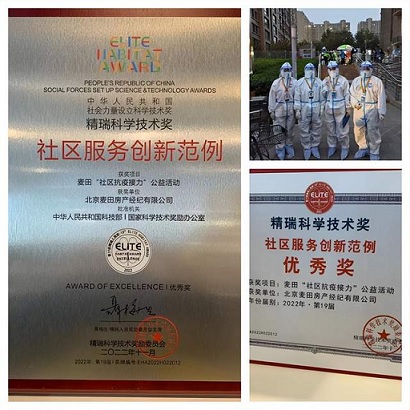 ELITE
HABITAT
AWARD
PEOPLE'S REPUBLIC OF CHINA
SOCIAL FORCES SET UP SCIENCE &TECHNOLOGY AWARDS
中华人民共和国
社会力量设立科学技术奖
精瑞科学技术奖
社区服务创新范例
获奖项目
麦田“社区抗疫接力”公益活动
获奖单位
北京麦田房产经纪有限公司
批准机关
中华人民共和国科技部 I 国家科学技术奖励办公室
ELITE
2022
AWARD OF EXCELLENCE I 优秀奖
精瑞科学技术奖励委员会
二〇二二年十一月
精瑞科学技术奖
社区服务创新范例
优秀奖
获奖项目：麦田“社区抗疫接力”公益活动
获奖单位：北京麦田房产经纪有限公司
年份届别：2022年·第19届